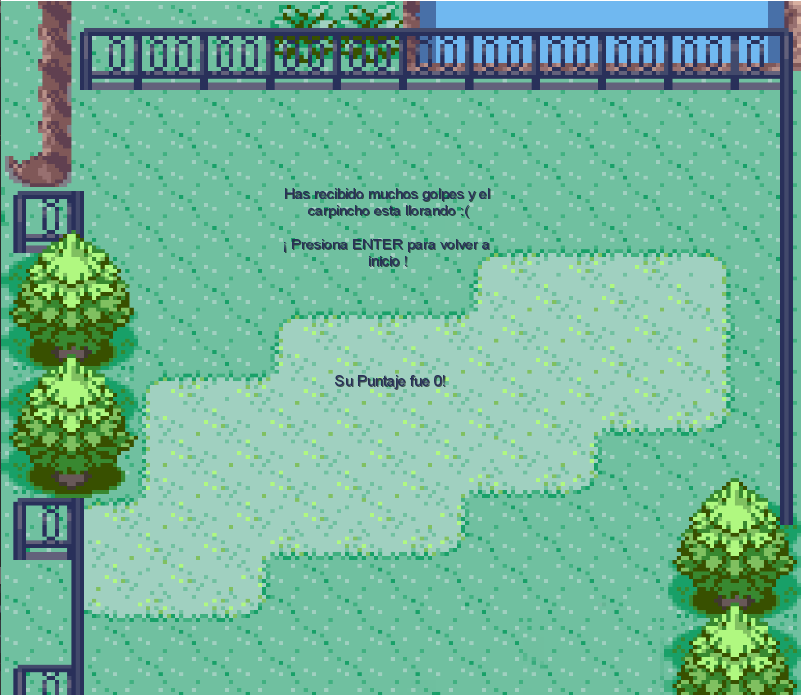 Has recibido muchos golpes y el
carpincho esta llorando :(
¡ Presiona ENTER para volver a
inicio !
Su Puntaje fue 0!